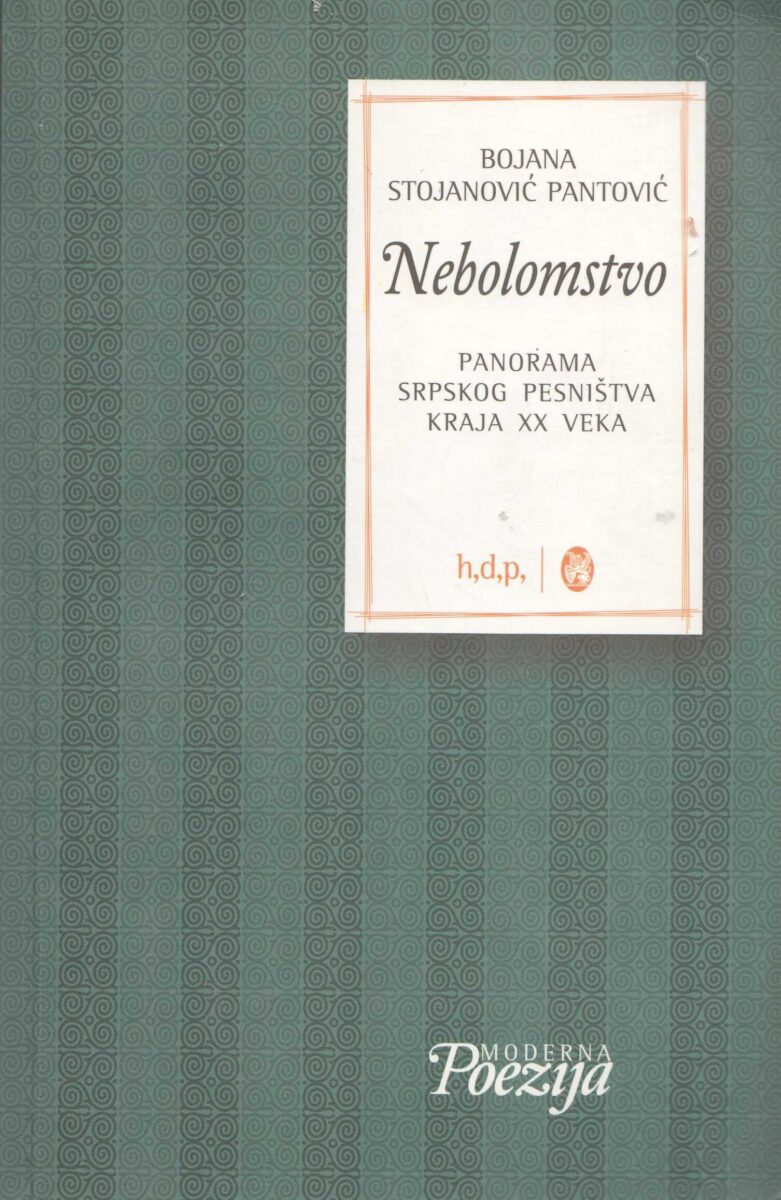 BOJANA
STOJANOVIĆ PANTOVIĆ
Nebolomstvo
PANORAMA
SRPSKOG PESNIŠTVA
KRAJA XX VEKA
h,d,p,
MODERNA
Poezija